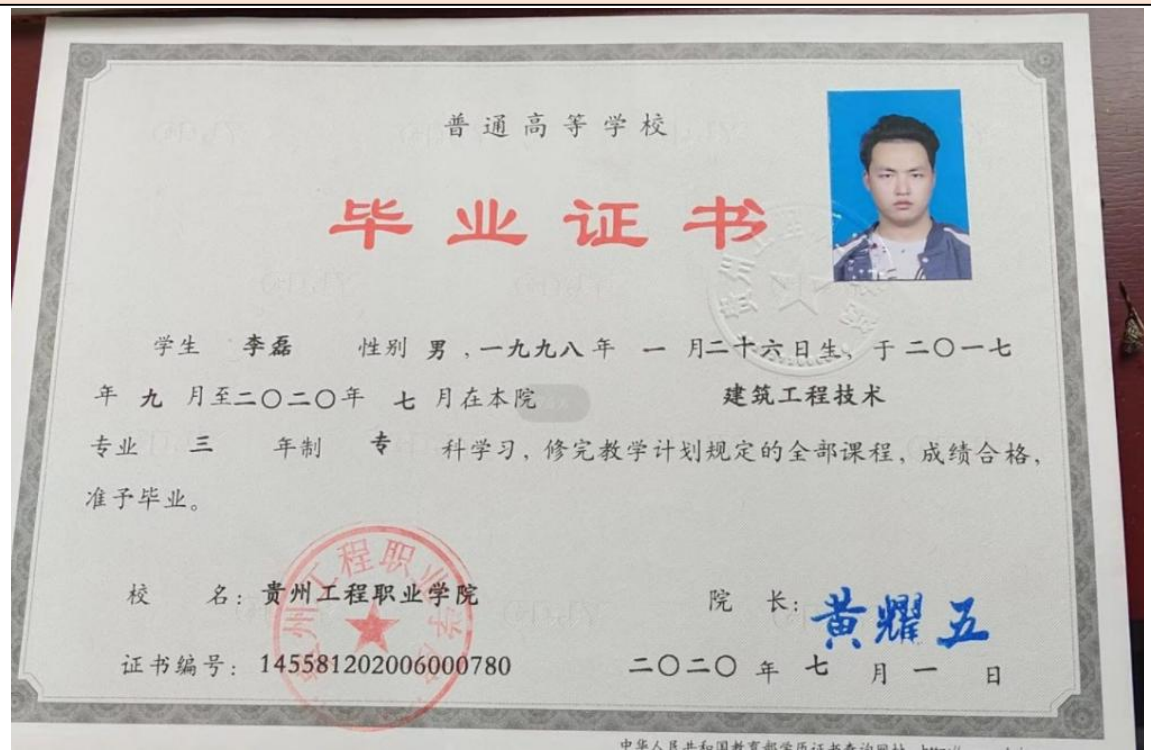 普通高等学校
毕业证书
学生 李磊 性别 男，一九九八年 一 月二十六日生，于二〇一七
年 九 月至二〇二〇年 七 月在本院 建筑工程技术
专业 三 年制 专 科学习，修完教学计划规定的全部课程，成绩合格，
准予毕业。
校 名：贵州工程职业学院
院 长：黄耀五
证书编号：145581202006000780
二〇二〇 年 七 月 一 日
中华人民共和国教育部学历证书查询网址